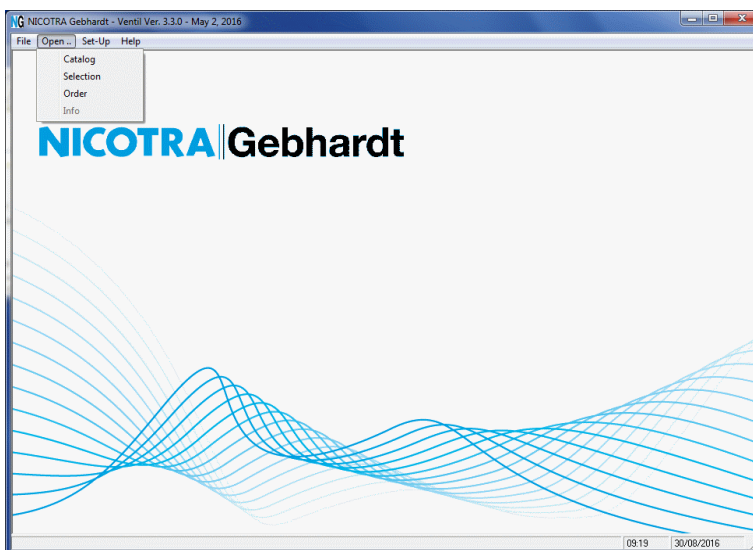 NG NICOTRA Gebhardt - Ventil Ver. 3.3.0 - May 2, 2016
File Open .. Set-Up Help
Catalog
Selection
Order
Info
NICOTRA Gebhardt
09:19 30/08/2016